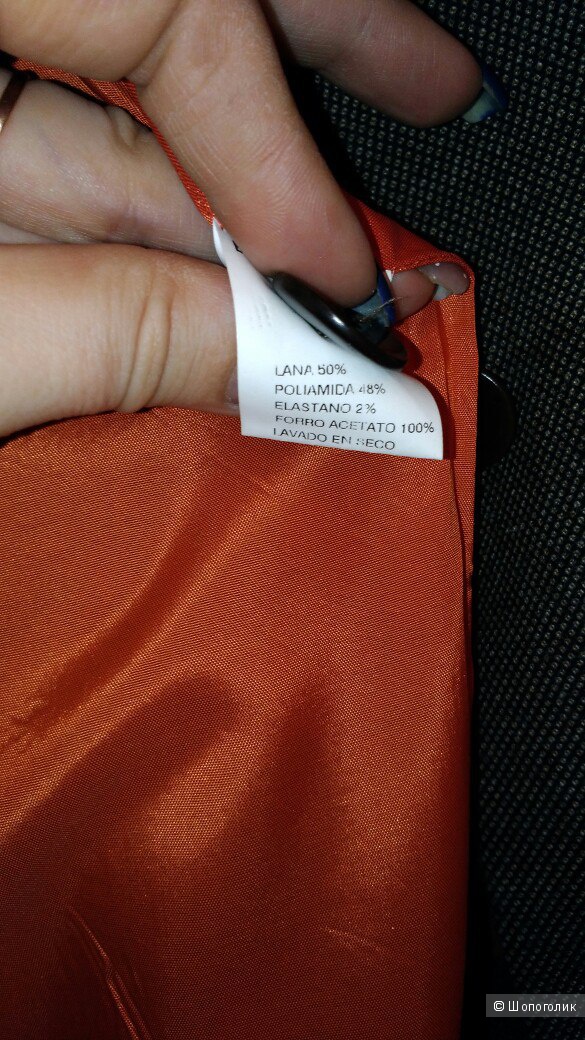 LANA 50%
POLIAMIDA 48%
ELASTANO 2%
FORRO ACETATO 100%
LAVADO EN SECO
© Шопоголик